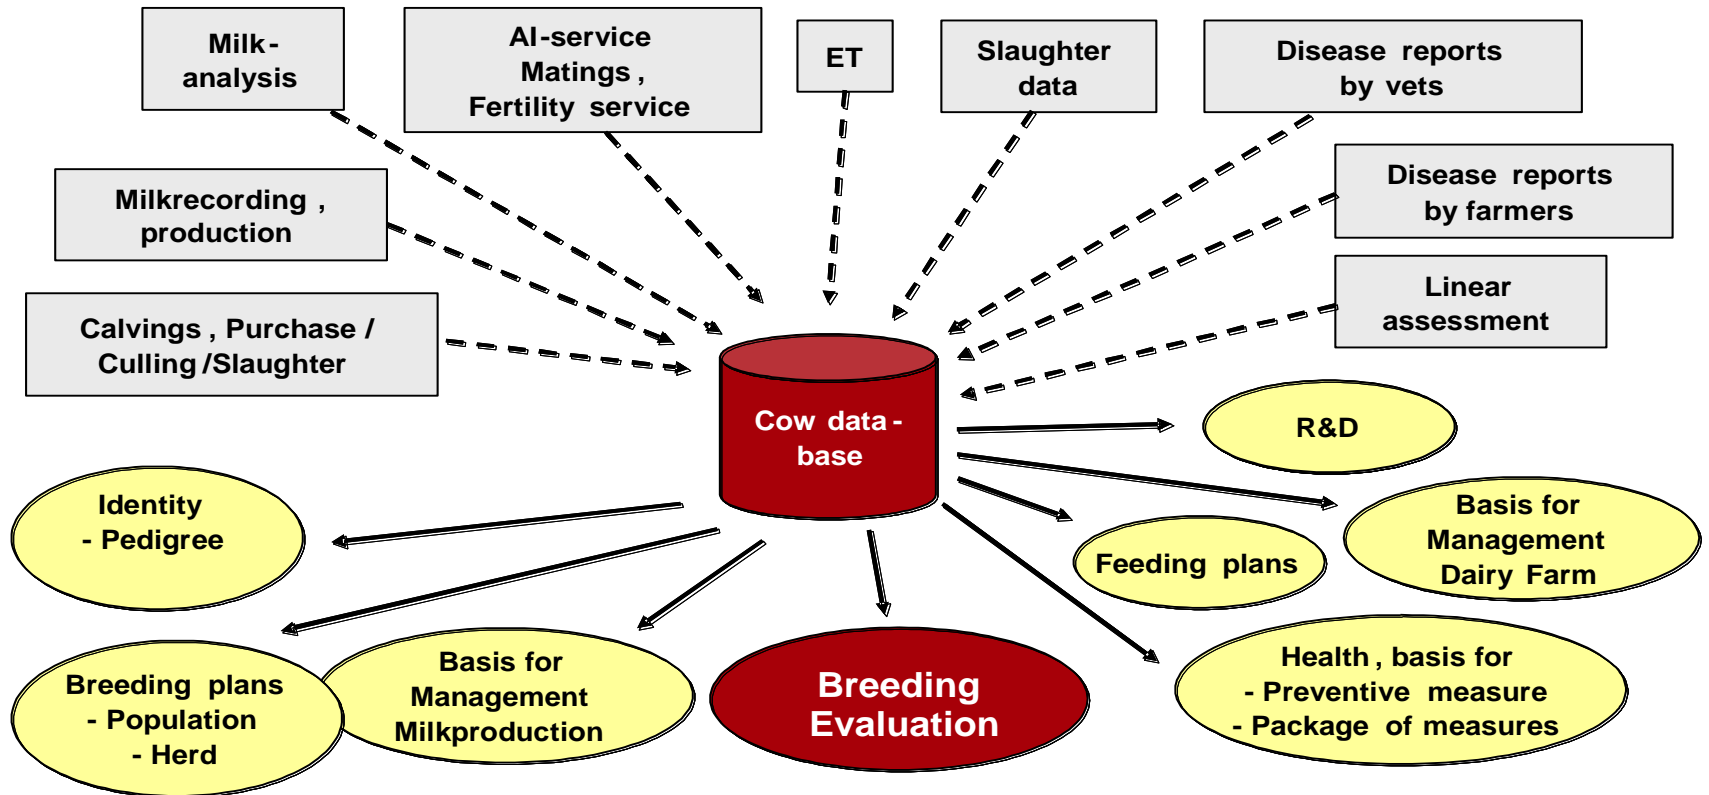 Milk-
analysis
AI-service
Matings ,
Fertility service
ET
Slaughter
data
Disease reports
by vets
Milkrecording ,
production
Disease reports
by farmers
Calvings , Purchase /
Culling /Slaughter
Linear
assessment
Cow data -
base
R&D
Identity
- Pedigree
Basis for
Management
Dairy Farm
Feeding plans
Breeding plans
- Population
- Herd
Basis for
Management
Milkproduction
Breeding
Evaluation
Health , basis for
- Preventive measure
- Package of measures